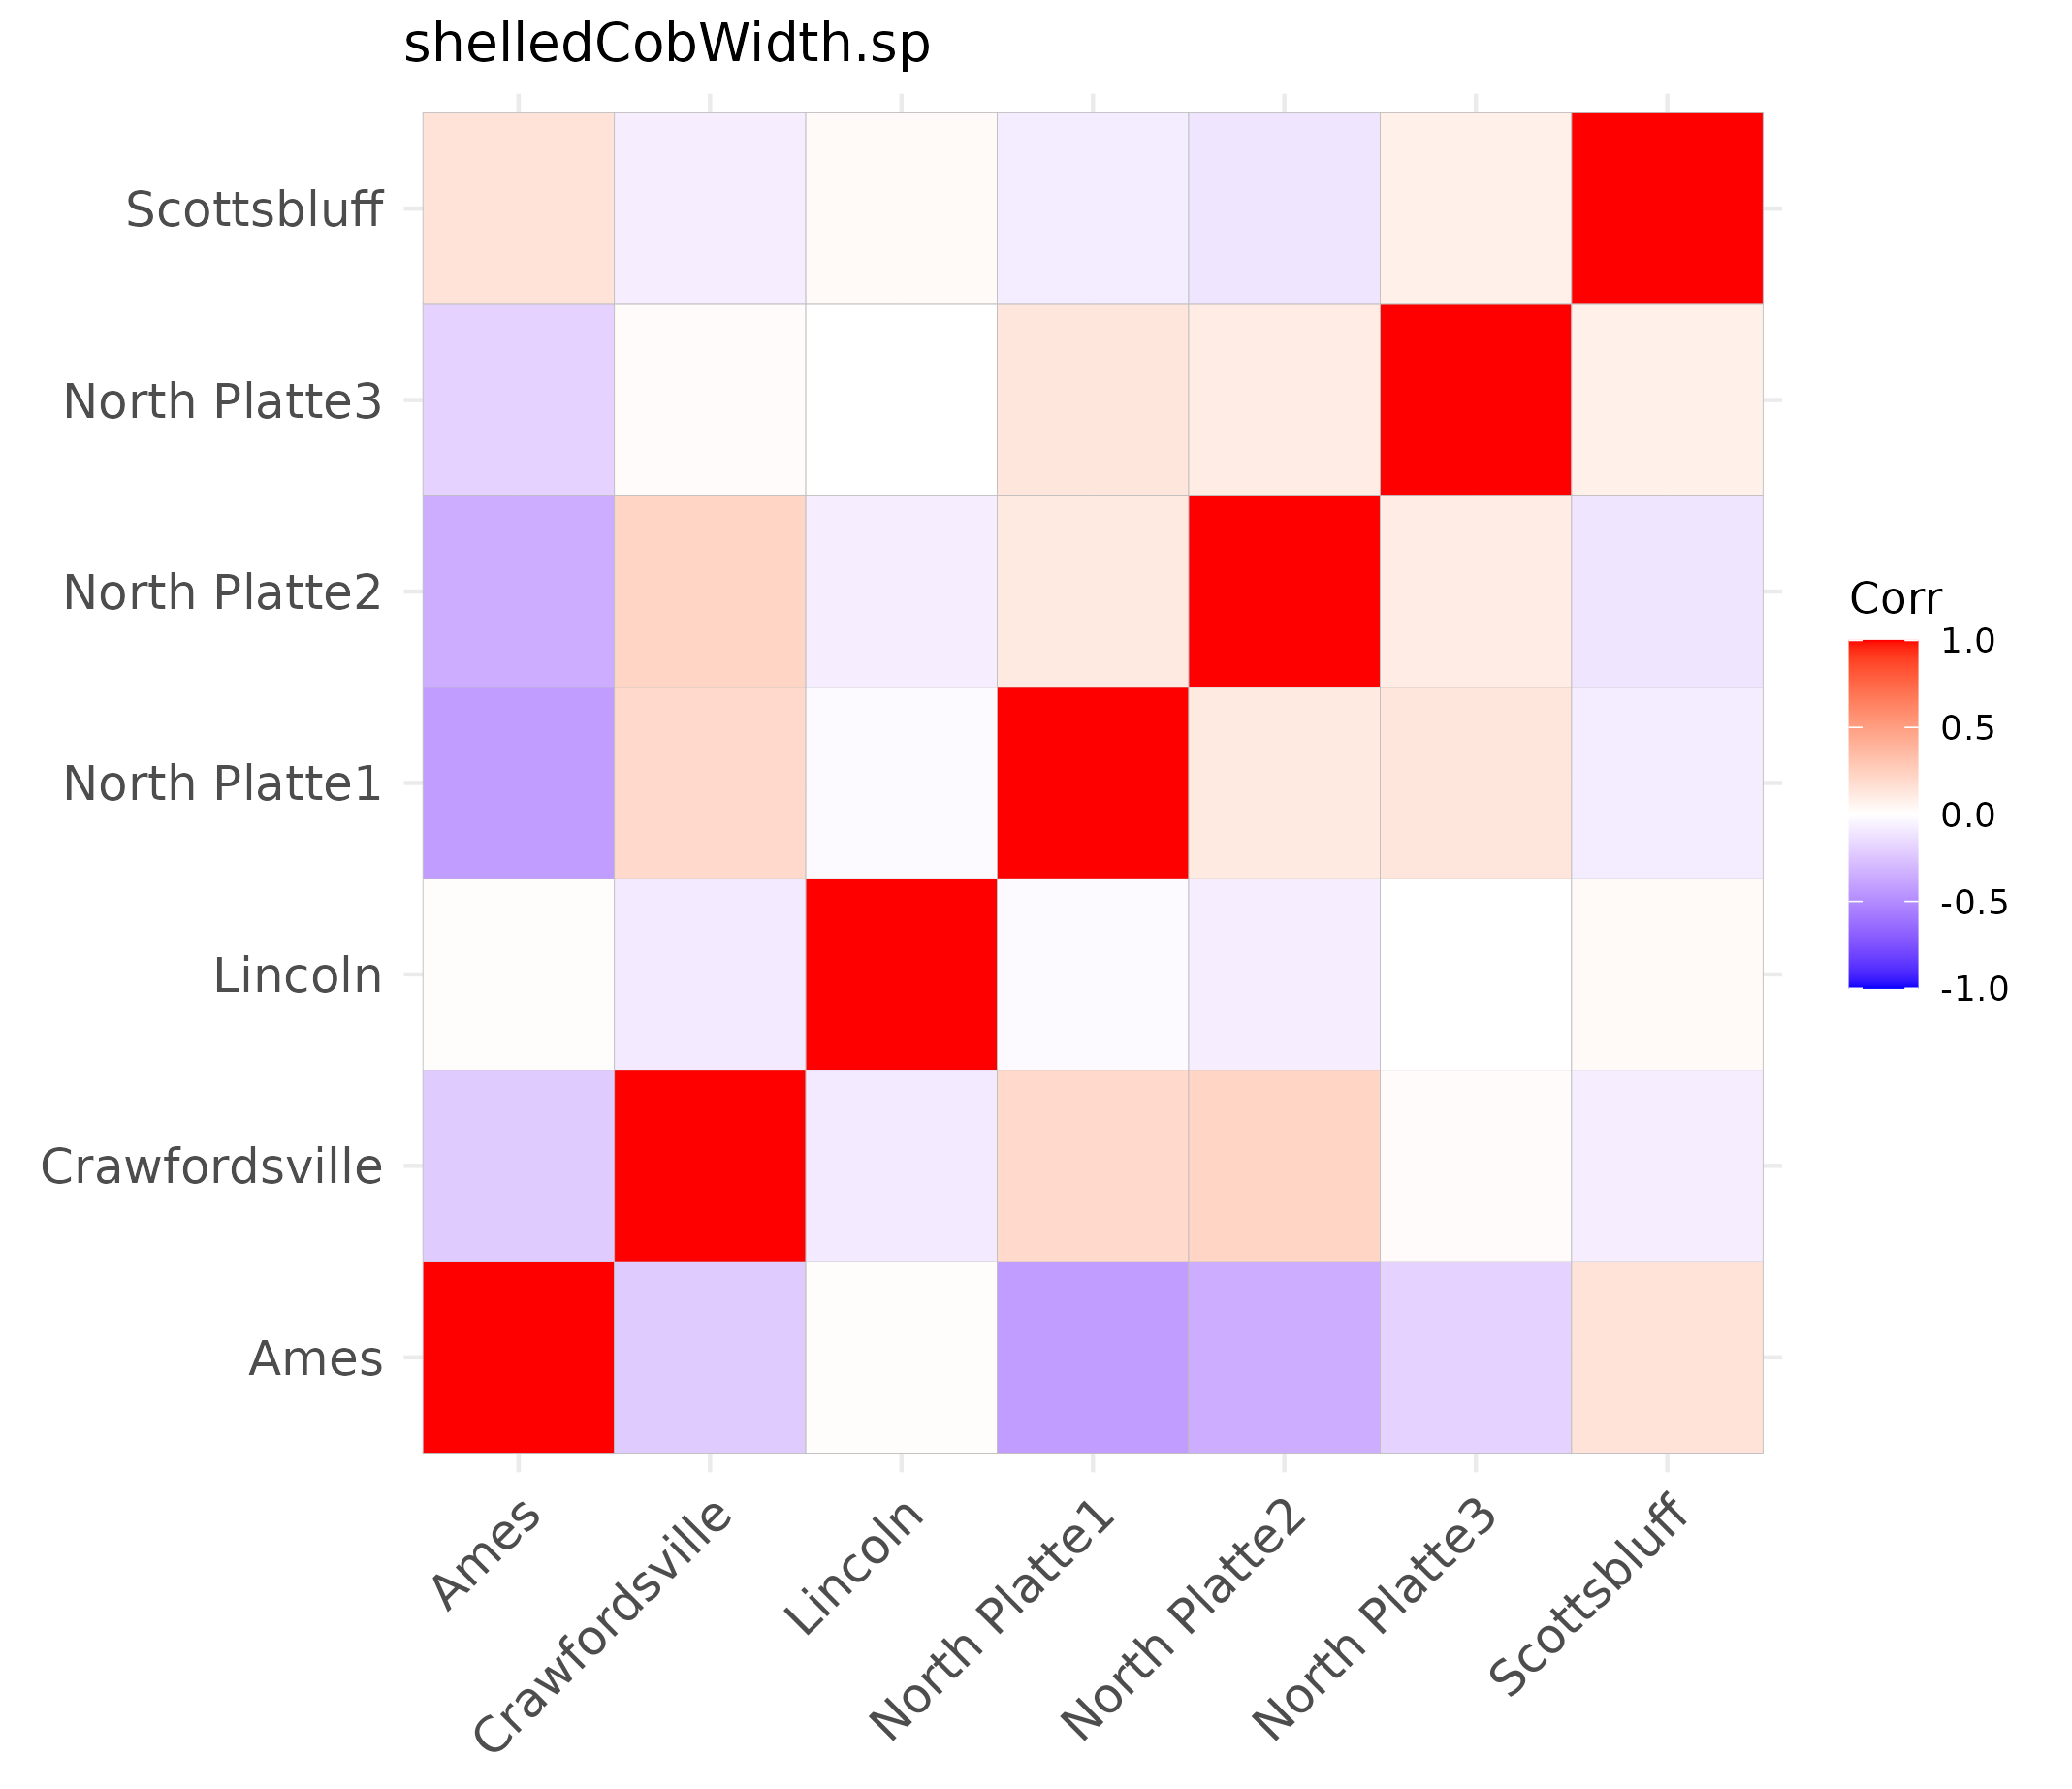 shelledCobWidth.sp
Scottsbluff
North Platte3
North Platte2
North Platte1
Lincoln
Crawfordsville
Ames
Ames
Crawfordsville
Lincoln
North Platte1
North Platte2
North Platte3
Scottsbluff
Corr
1.0
0.5
0.0
-0.5
-1.0